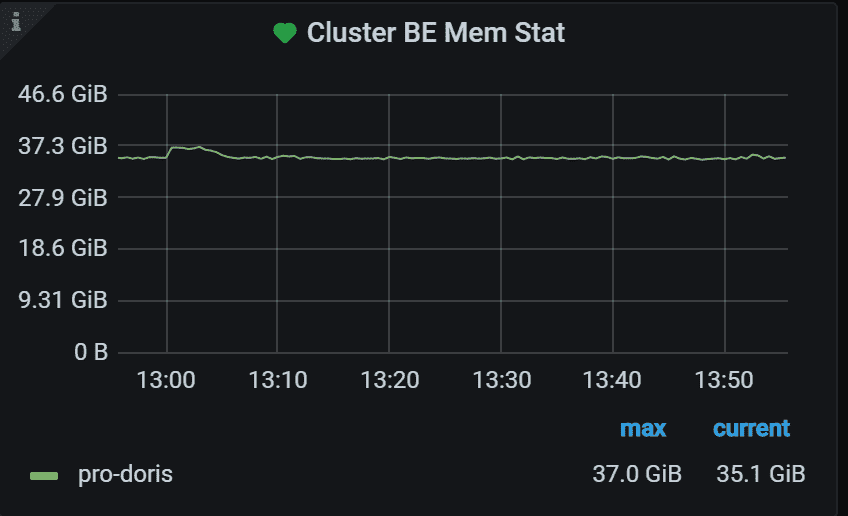 i
Cluster BE Mem Stat
46.6 GiB
37.3 GiB
27.9 GiB
18.6 GiB
9.31 GiB
0 B
13:00 13:10 13:20 13:30 13:40 13:50
max current
pro-doris 37.0 GiB 35.1 GiB